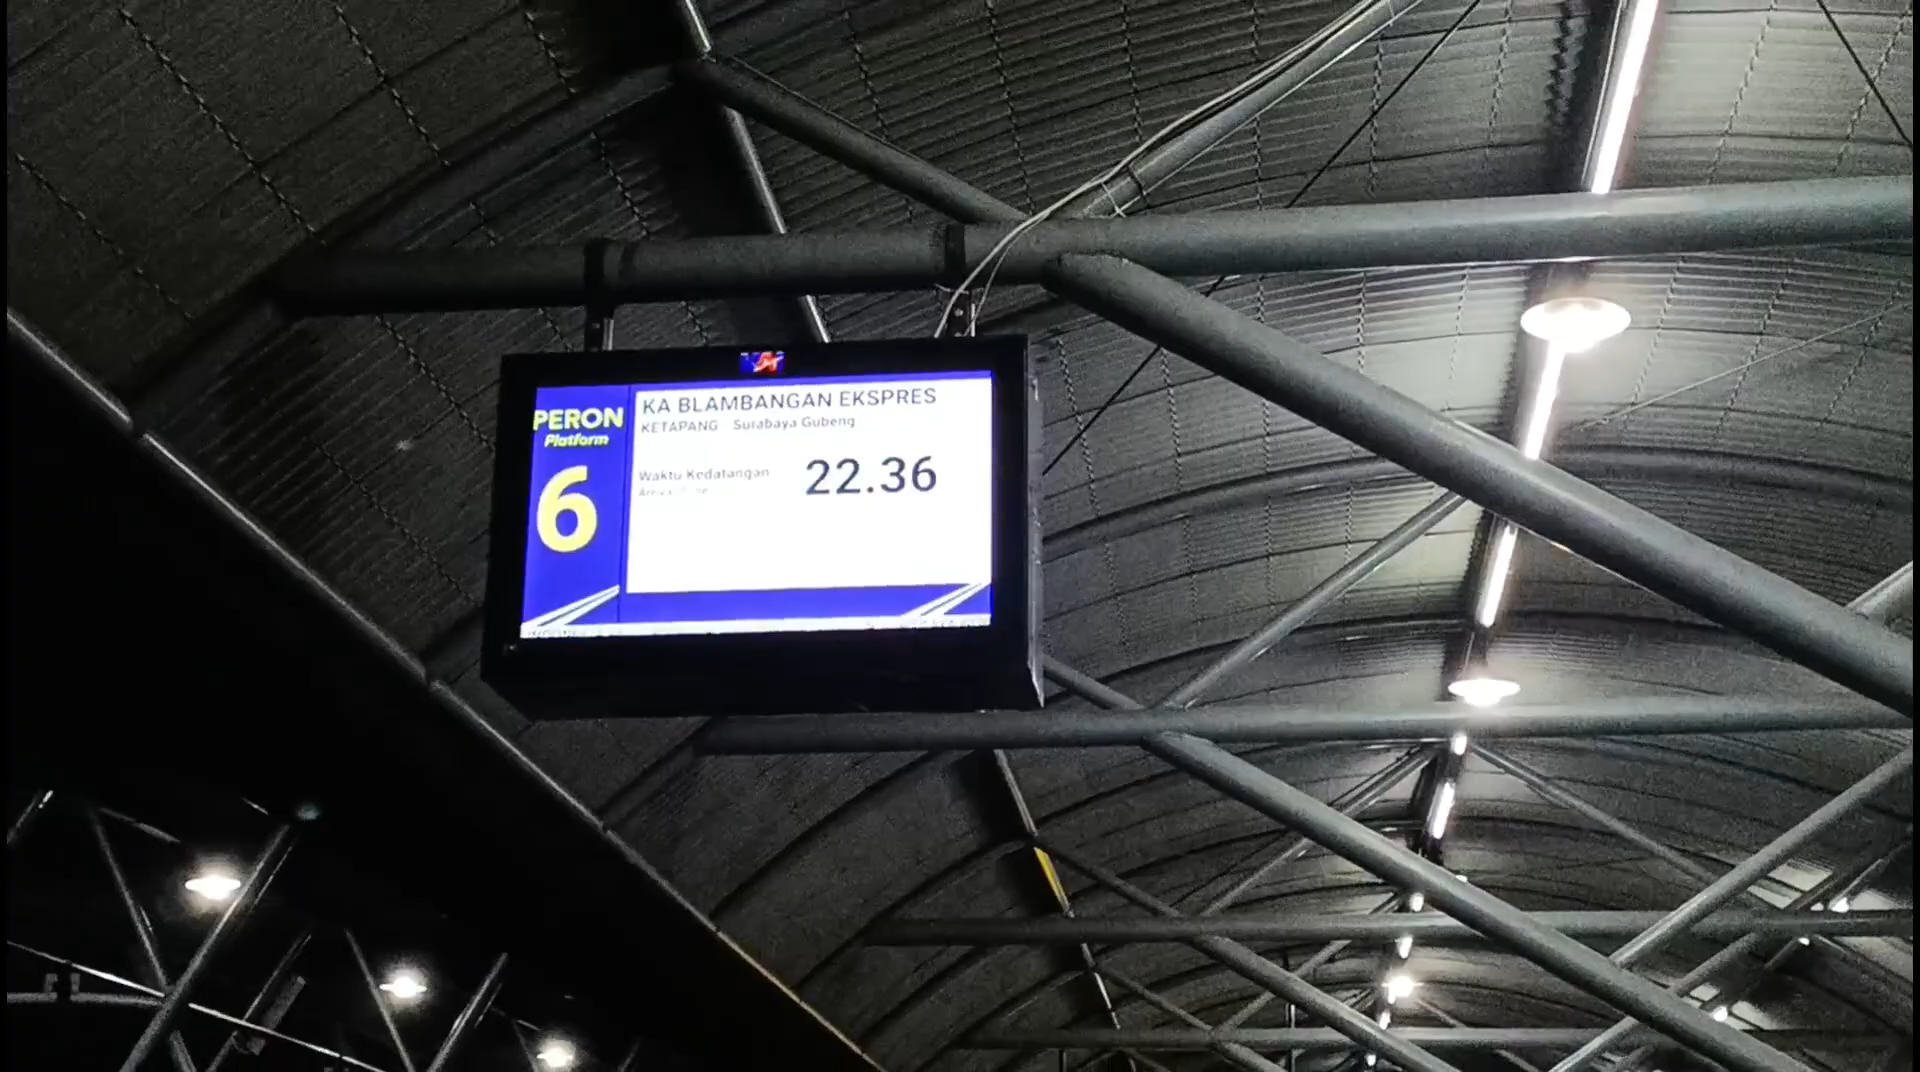 PERON
Platform
6
KA BLAMBANGAN EKSPRES
KETAPANG Surabaya Gubeng
Waktu Kedatangan
22.36